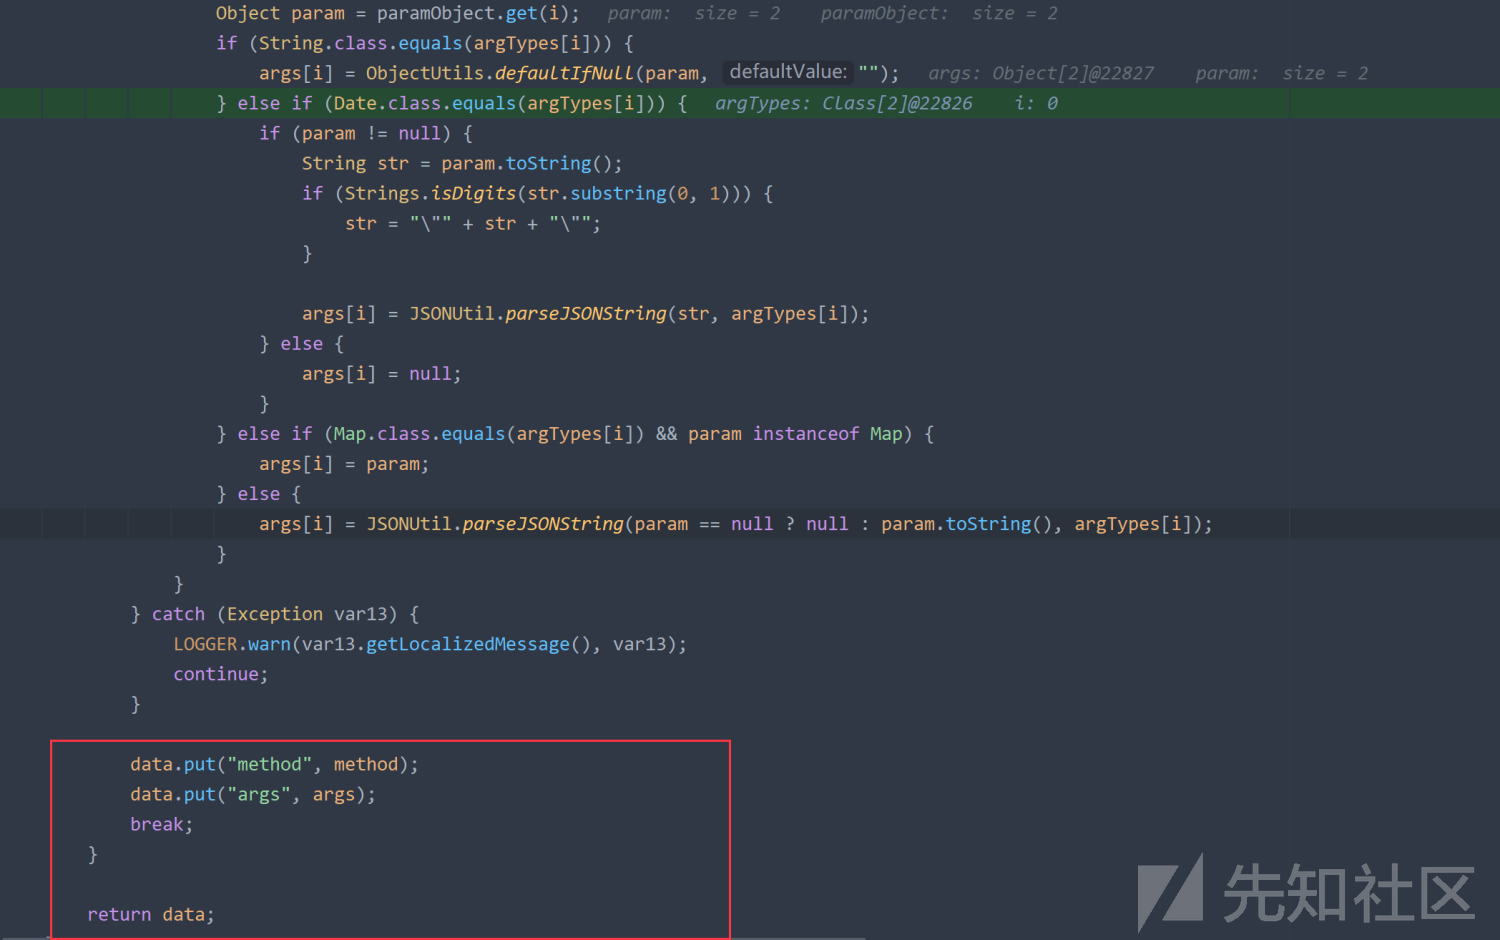 Object param = paramObject.get(i);   param:  size = 2    paramObject:  size = 2
if (String.class.equals(argTypes[i])) {
    args[i] = ObjectUtils.defaultIfNull(param,  defaultValue: "");   args: Object[2]@22827    param:  size = 2
} else if (Date.class.equals(argTypes[i])) {   argTypes: Class[2]@22826    i: 0
    if (param != null) {
        String str = param.toString();
        if (Strings.isDigits(str.substring(0, 1))) {
            str = "\"" + str + "\"";
        }
        args[i] = JSONUtil.parseJSONString(str, argTypes[i]);
    } else {
        args[i] = null;
    }
} else if (Map.class.equals(argTypes[i]) && param instanceof Map) {
    args[i] = param;
} else {
    args[i] = JSONUtil.parseJSONString(param == null ? null : param.toString(), argTypes[i]);
}
}
} catch (Exception var13) {
    LOGGER.warn(var13.getLocalizedMessage(), var13);
    continue;
}
data.put("method", method);
data.put("args", args);
break;
}
return data;
先知社区